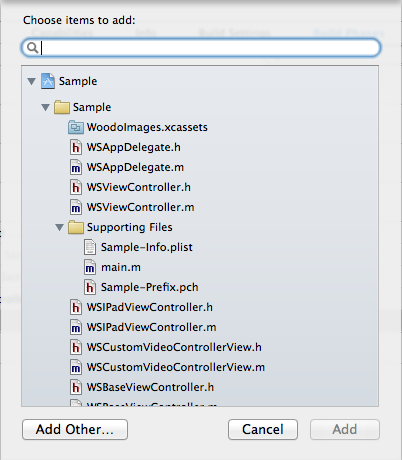 Choose items to add:
Sample
Sample
WoodoImages.xcassets
h WSAppDelegate.h
m WSAppDelegate.m
h WSViewController.h
m WSViewController.m
Supporting Files
Sample-Info.plist
m main.m
h Sample-Prefix.pch
h WSIPadViewController.h
m WSIPadViewController.m
h WSCustomVideoControllerView.h
m WSCustomVideoControllerView.m
h WSBaseViewController.h
m WSBaseViewController.m
Add Other...
Cancel
Add